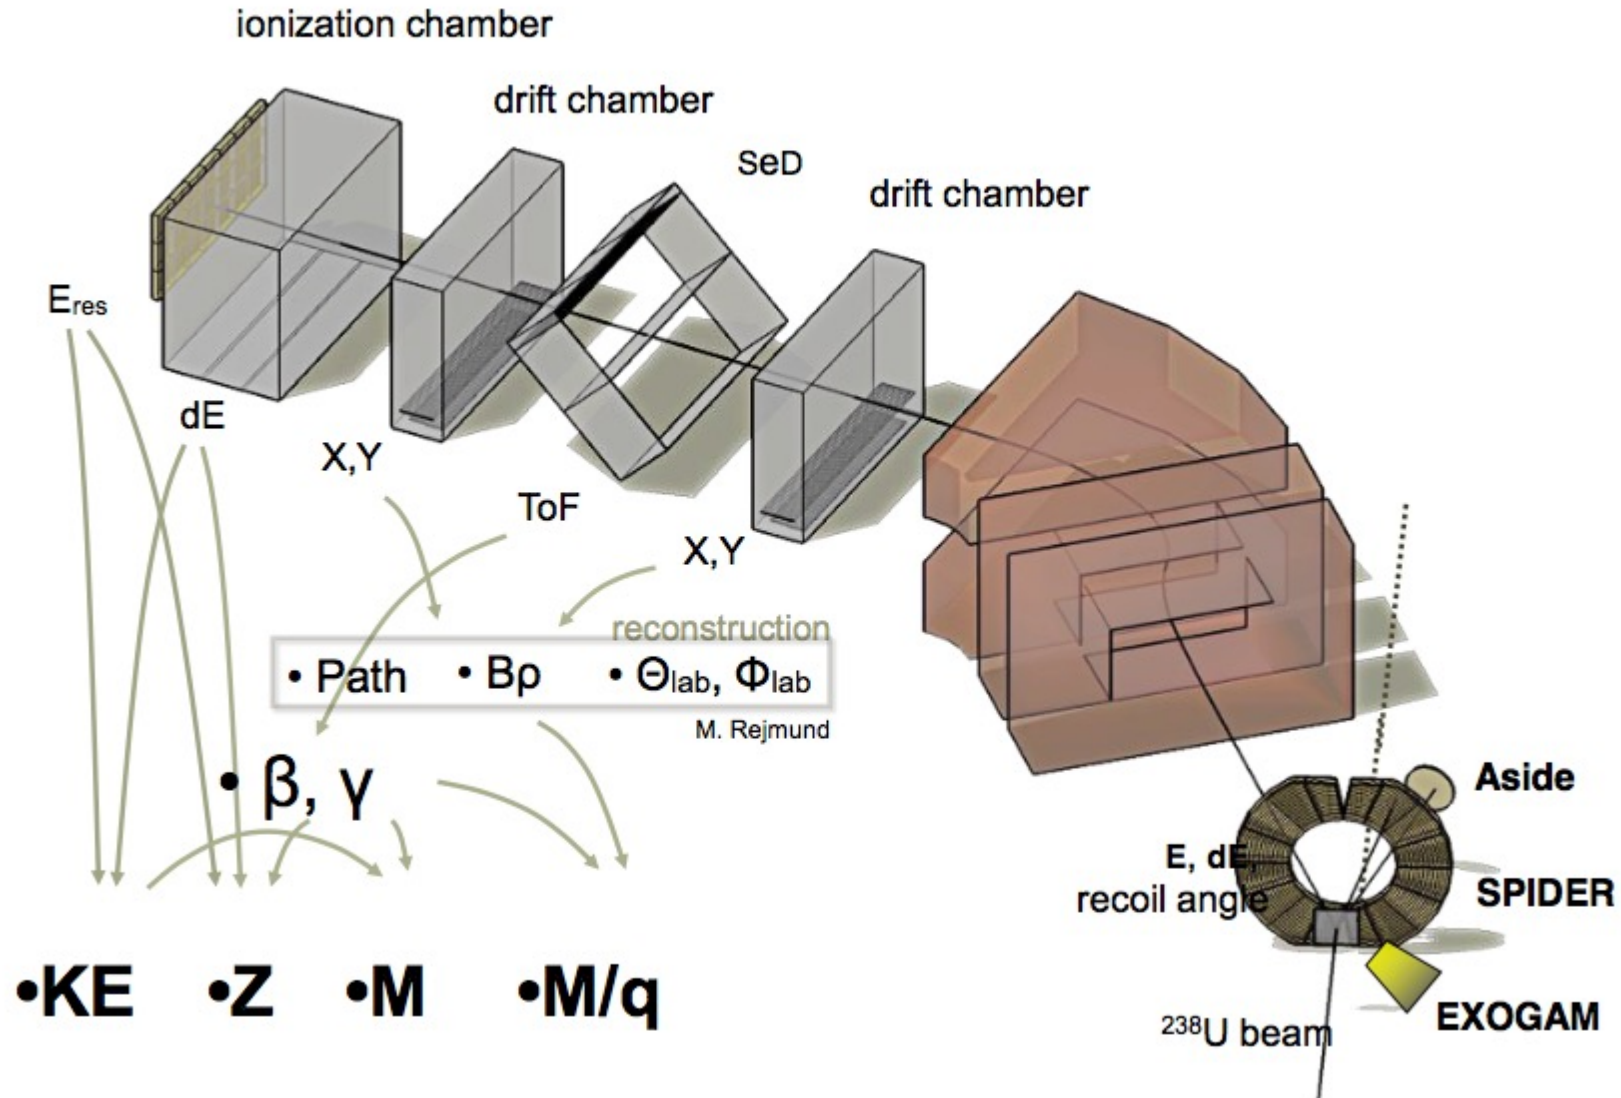 ionization chamber
drift chamber
SeD
drift chamber
Eres
dE
X,Y
ToF
X,Y
reconstruction
• Path • Bρ • Θlab, Φlab
M. Rejmund
• β, γ
Aside
E, dE,
recoil angle
SPIDER
•KE •Z •M •M/q
EXOGAM
238U beam